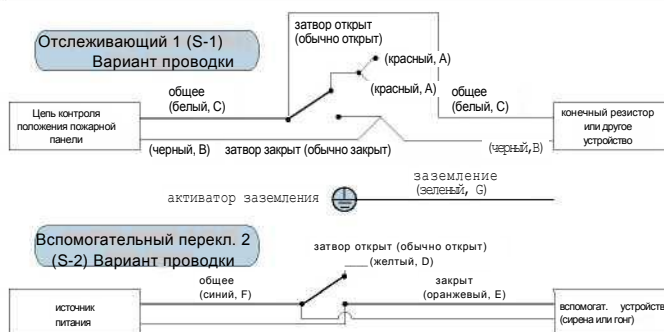 затвор открыт
(обычно открыт)
Отслеживающий 1 (S-1)
Вариант проводки
(красный, A)
(красный, A)
общее
(белый, C)
общее
(белый, C)
Цепь контроля
положения пожарной
панели
конечный резистор
или другое
устройство
(черный, B) затвор закрыт (обычно закрыт)
(черный,B)
заземление
(зеленый, G)
активатор заземления
Вспомогательный перекл. 2
(S-2) Вариант проводки
затвор открыт (обычно открыт)
(желтый, D)
общее
(синий, F)
закрыт
(оранжевый, E)
источник
питания
вспомогат. устройств
(сирена или гонг)